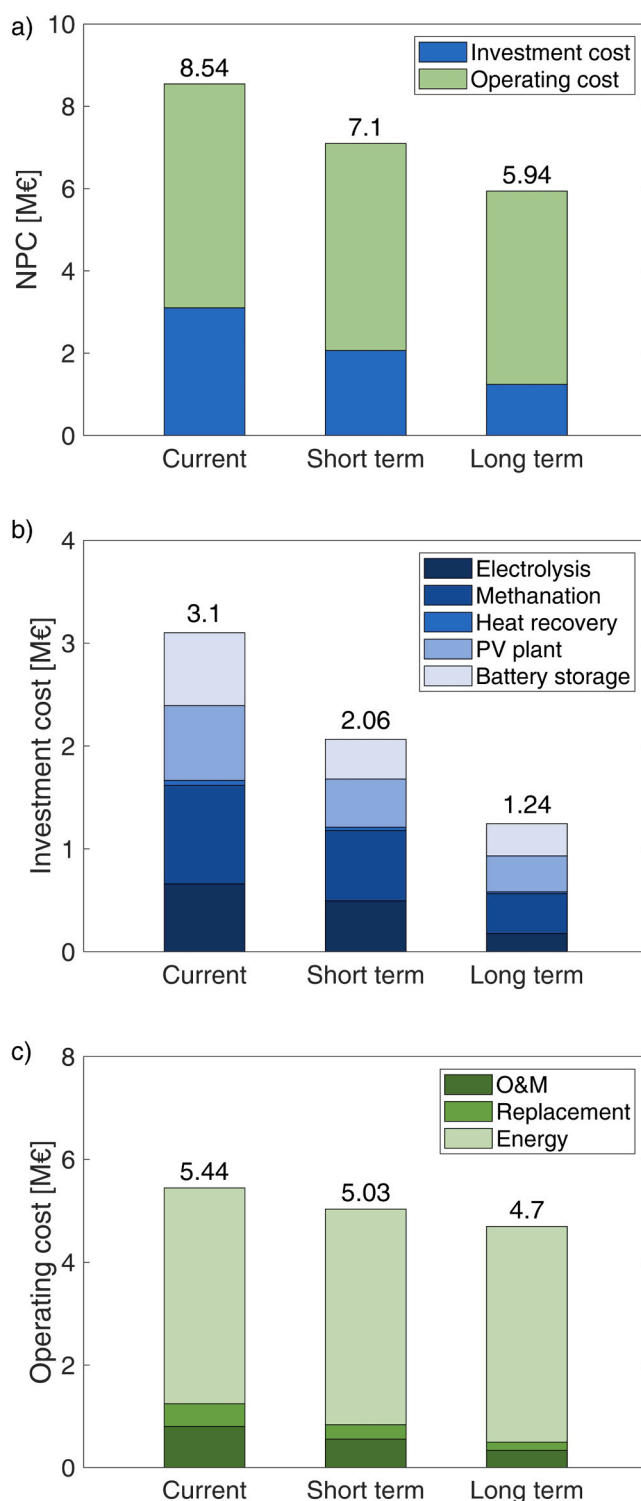 a)
10
8
6
4
2
0
NPC [M€]
Investment cost
Operating cost
8.54
7.1
5.94
Current
Short term
Long term
b)
4
3
2
1
0
Investment cost [M€]
Electrolysis
Methanation
Heat recovery
PV plant
Battery storage
3.1
2.06
1.24
Current
Short term
Long term
c)
8
6
4
2
0
Operating cost [M€]
O&M
Replacement
Energy
5.44
5.03
4.7
Current
Short term
Long term